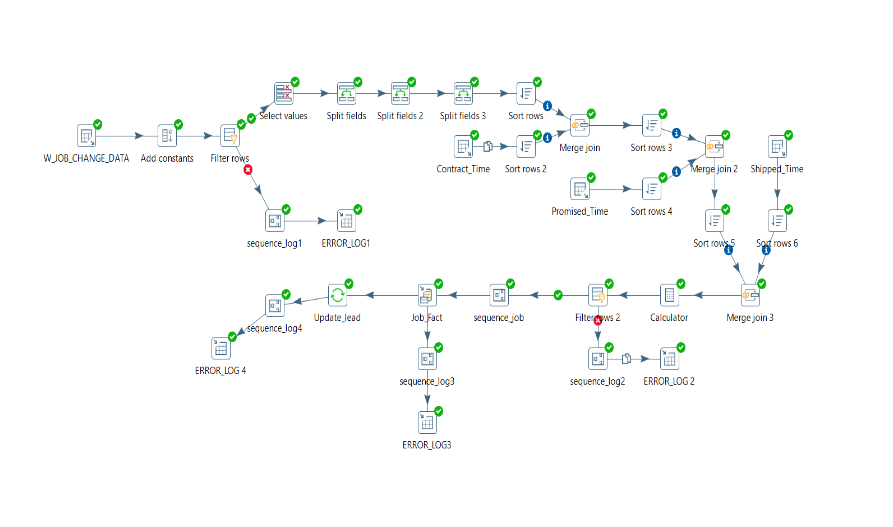 Select values
Split fields
Split fields 2
Split fields 3
Sort rows
W_JOB_CHANGE_DATA
Add constants
Filter rows
Contract_Time
Sort rows 2
Merge join
Sort rows 3
Merge join 2
Shipped_Time
Promised_Time
Sort rows 4
sequence_log1
ERROR_LOG1
Sort rows 5
Sort rows 6
sequence_log4
Update_lead
Job_Fact
sequence_job
Filter rows 2
Calculator
Merge join 3
ERROR_LOG 4
sequence_log3
sequence_log2
ERROR_LOG 2
ERROR_LOG3